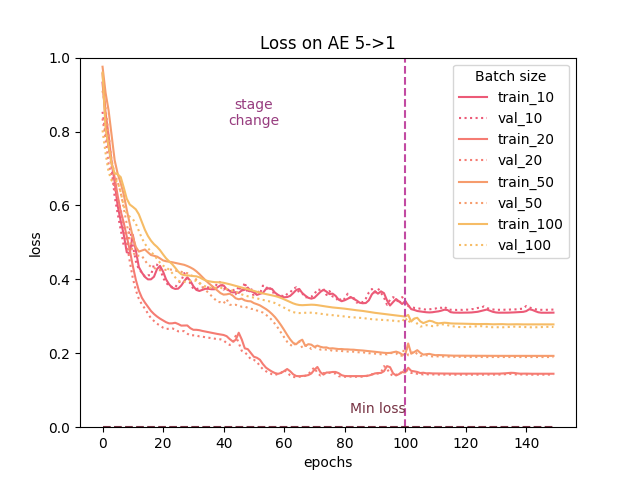 Loss on AE 5->1
1.0
0.8
0.6
0.4
0.2
0.0
loss
stage
change
Min loss
Batch size
train_10
val_10
train_20
val_20
train_50
val_50
train_100
val_100
0 20 40 60 80 100 120 140
epochs